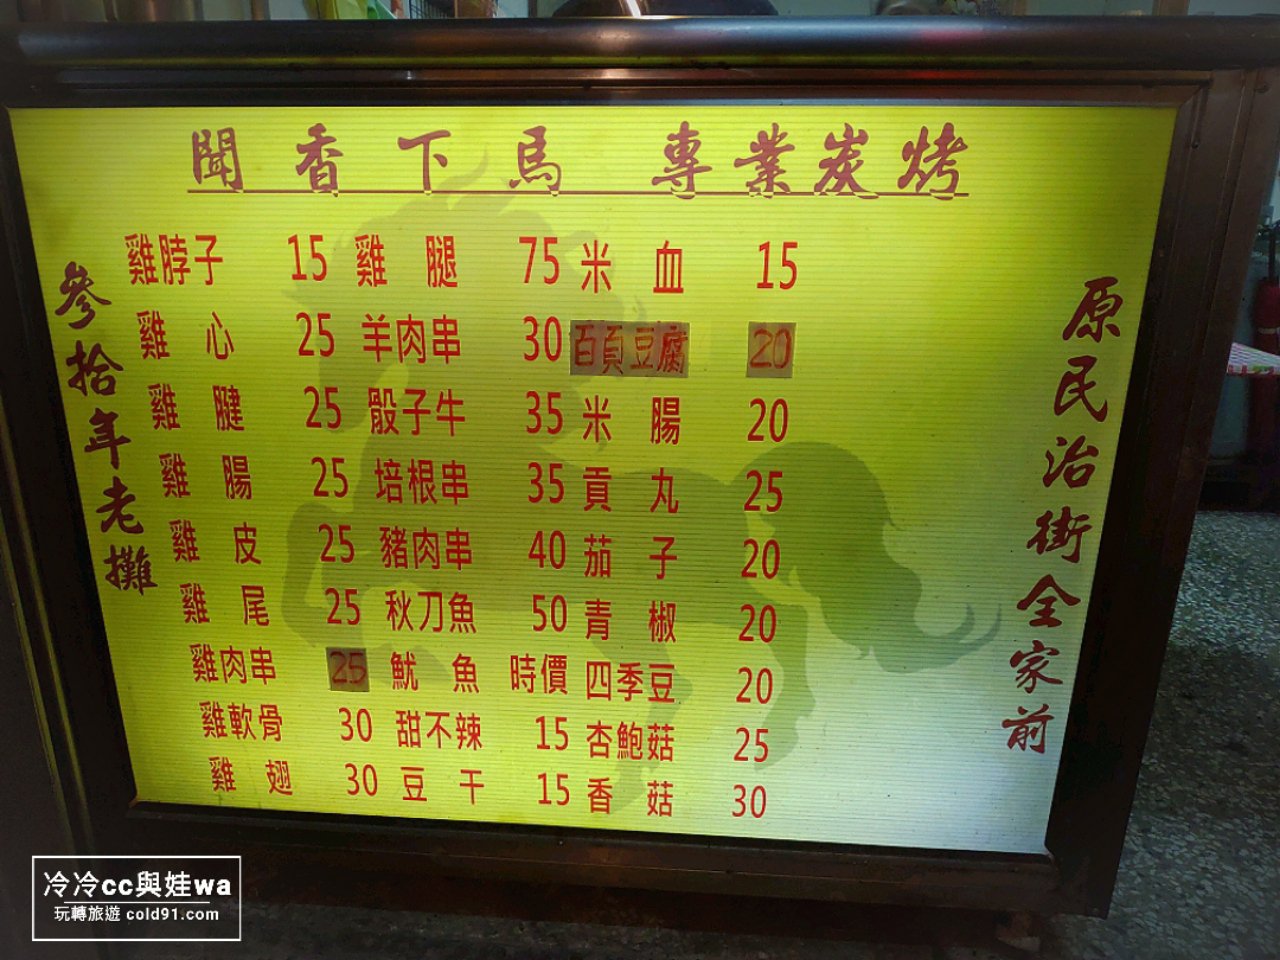 聞香下馬 專業炭烤
參拾年老攤
雞脖子 15 雞腿 75 米血 15
雞心 25 羊肉串 30 百頁豆腐 20
雞腱 25 骰子牛 35 米腸 20
雞腸 25 培根串 35 貢丸 25
雞皮 25 豬肉串 40 茄子 20
雞尾 25 秋刀魚 50 青椒 20
雞肉串 25 魷魚 時價 四季豆 20
雞軟骨 30 甜不辣 15 杏鮑菇 25
雞翅 30 豆干 15 香菇 30
原民治街全家前
冷冷cc與娃wa
玩轉旅遊 cold91.com